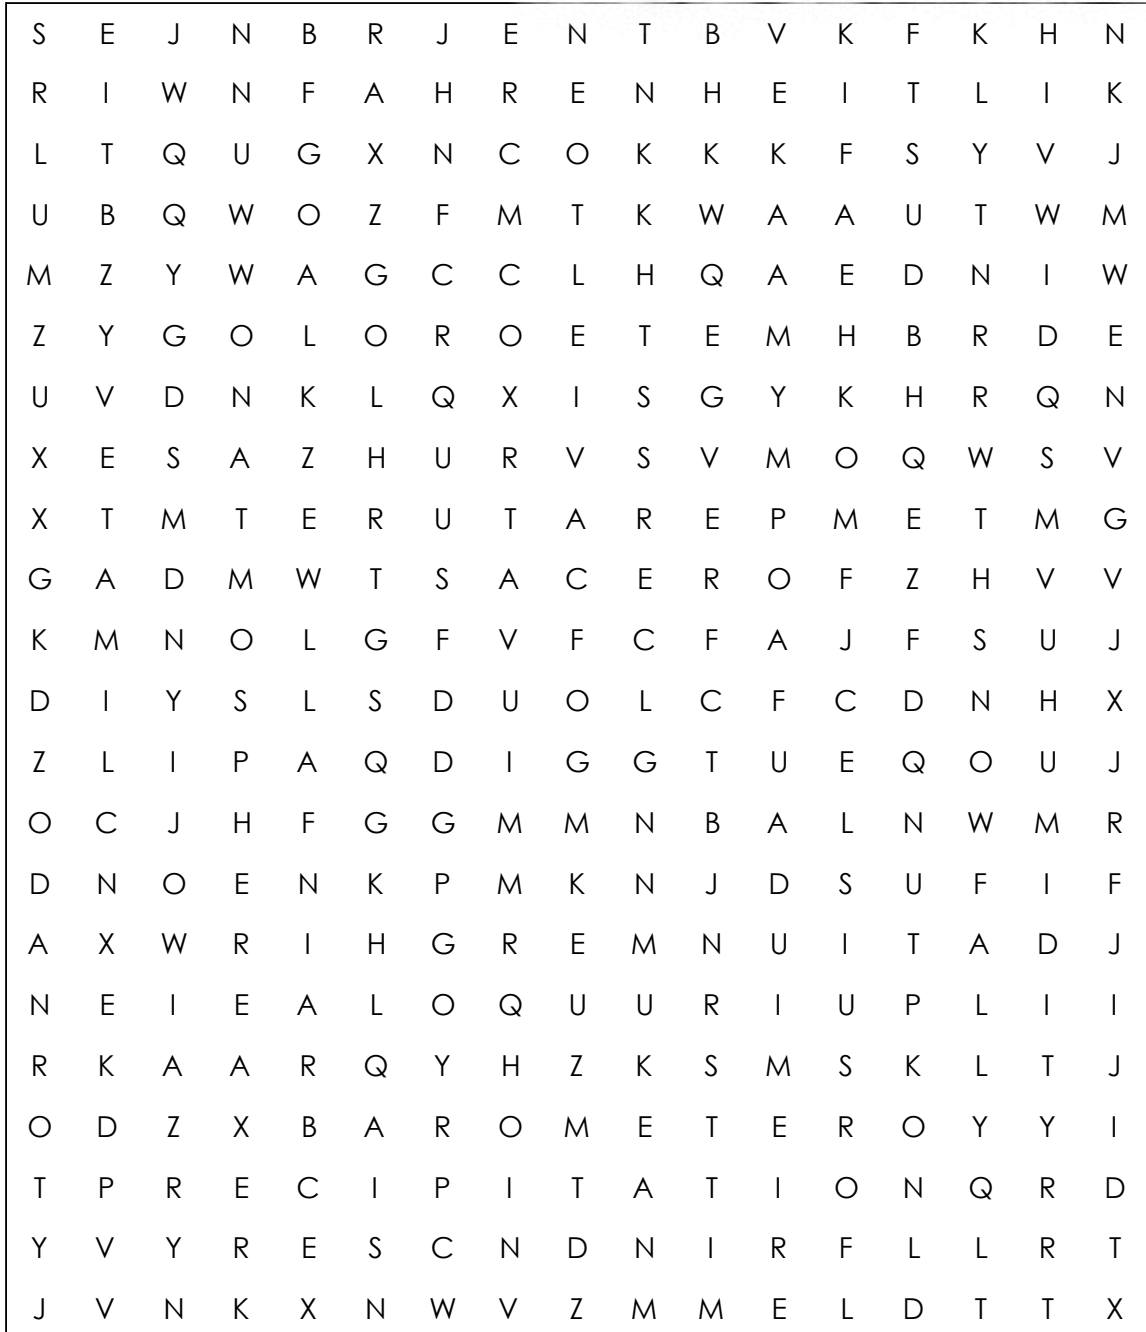 S E J N B R J E N T B V K F K H N
R I W N F A H R E N H E I T L I K
L T Q U G X N C O K K K F S Y V J
U B Q W O Z F M T K W A A U T W M
M Z Y W A G C C L H Q A E D N I W
Z Y G O L O R O E T E M H B R D E
U V D N K L Q X I S G Y K H R Q N
X E S A Z H U R V S V M O Q W S V
X T M T E R U T A R E P M E T M G
G A D M W T S A C E R O F Z H V V
K M N O L G F V F C F A J F S U J
D I Y S L S D U O L C F C D N H X
Z L I P A Q D I G G T U E Q O U J
O C J H F G G M M N B A L N W M R
D N O E N K P M K N J D S U F I F
A X W R I H G R E M N U I T A D J
N E I E A L O Q U U R I U P L I I
R K A A R Q Y H Z K S M S K L T J
O D Z X B A R O M E T E R O Y Y I
T P R E C I P I T A T I O N Q R D
Y V Y R E S C N D N I R F L L R T
J V N K X N W V Z M M E L D T T X